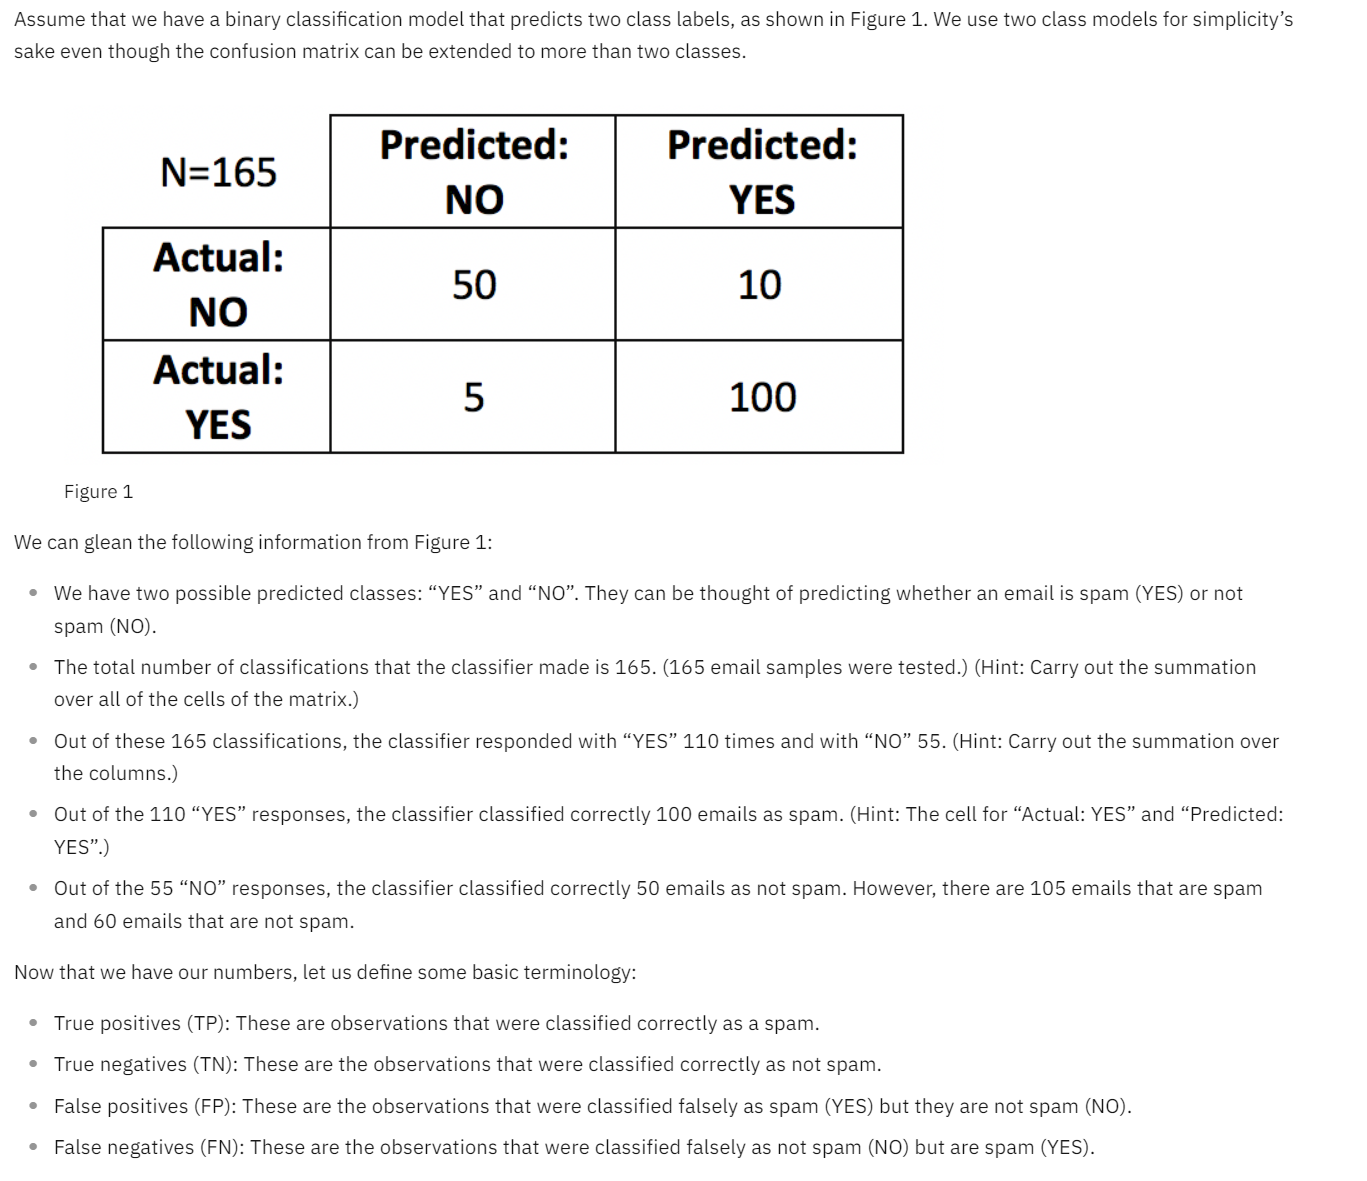 Assume that we have a binary classification model that predicts two class labels, as shown in Figure 1. We use two class models for simplicity’s
sake even though the confusion matrix can be extended to more than two classes.
N=165
Predicted:
NO
Predicted:
YES
Actual:
NO
50
10
Actual:
YES
5
100
Figure 1
We can glean the following information from Figure 1:
• We have two possible predicted classes: “YES” and “NO”. They can be thought of predicting whether an email is spam (YES) or not
spam (NO).
• The total number of classifications that the classifier made is 165. (165 email samples were tested.) (Hint: Carry out the summation
over all of the cells of the matrix.)
• Out of these 165 classifications, the classifier responded with “YES” 110 times and with “NO” 55. (Hint: Carry out the summation over
the columns.)
• Out of the 110 “YES” responses, the classifier classified correctly 100 emails as spam. (Hint: The cell for “Actual: YES” and “Predicted:
YES”.)
• Out of the 55 “NO” responses, the classifier classified correctly 50 emails as not spam. However, there are 105 emails that are spam
and 60 emails that are not spam.
Now that we have our numbers, let us define some basic terminology:
• True positives (TP): These are observations that were classified correctly as a spam.
• True negatives (TN): These are the observations that were classified correctly as not spam.
• False positives (FP): These are the observations that were classified falsely as spam (YES) but they are not spam (NO).
• False negatives (FN): These are the observations that were classified falsely as not spam (NO) but are spam (YES).